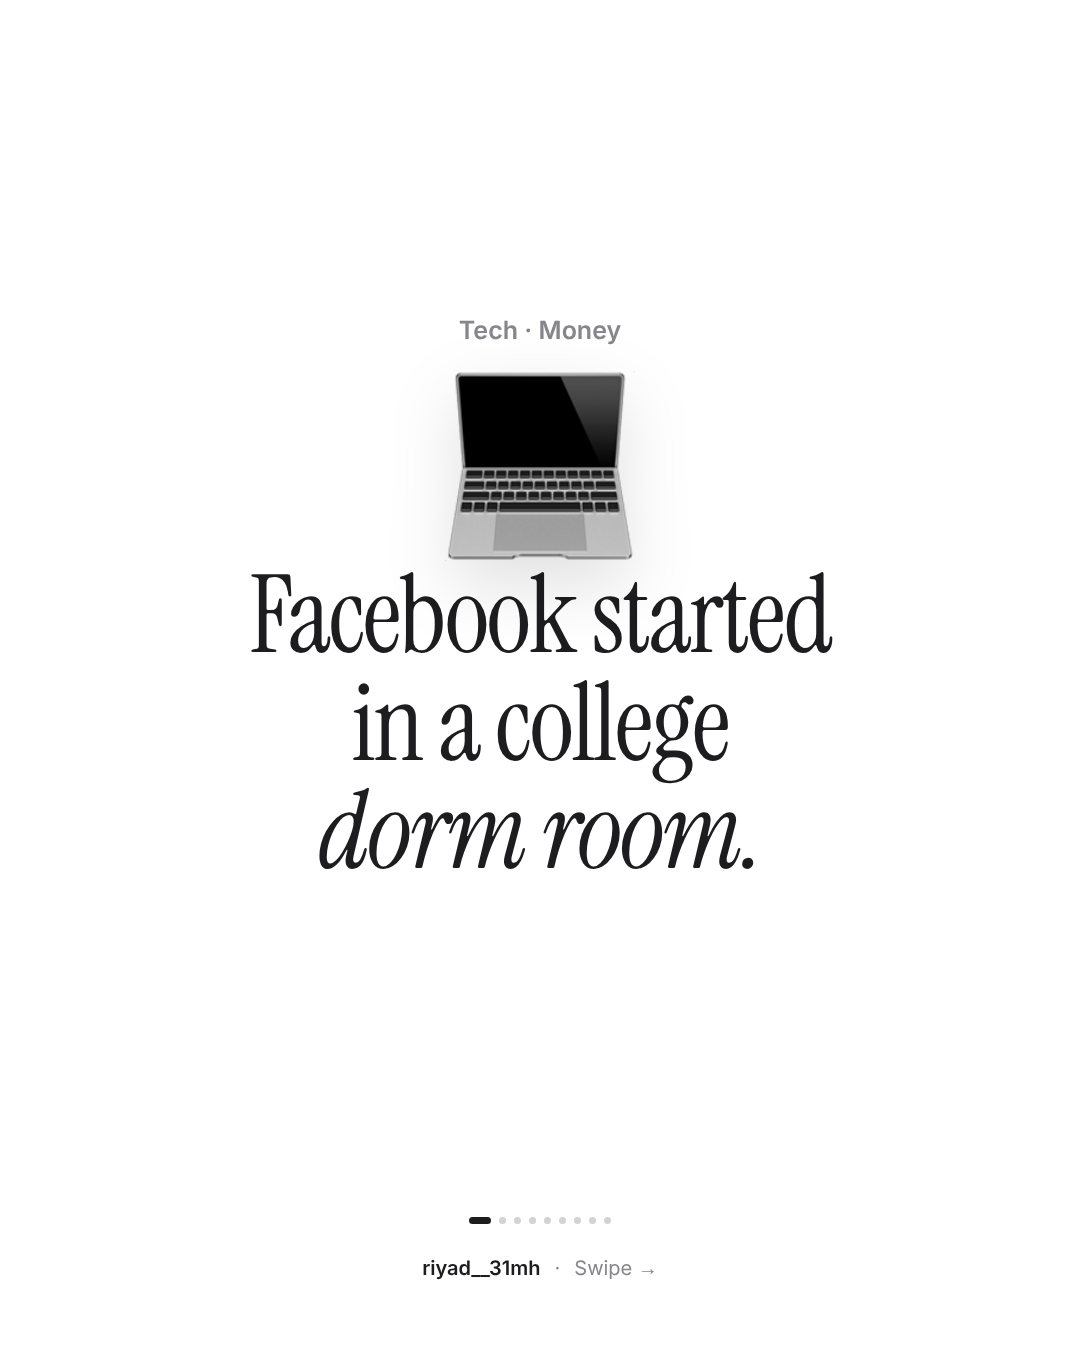 Tech · Money
Facebook started
in a college
dorm room.
riyad__31mh · Swipe →